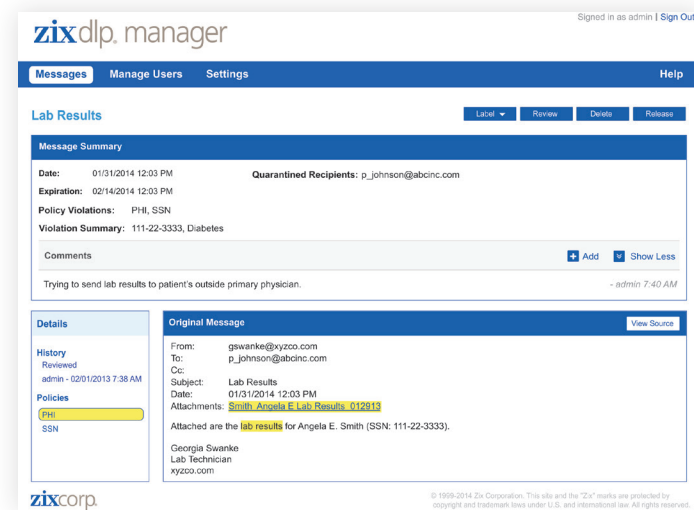 Signed in as admin | Sign Out
zixdlp. manager
Messages Manage Users Settings Help
Lab Results Label Review Delete Release
Message Summary
Date: 01/31/2014 12:03 PM Quarantined Recipients: p_johnson@abcinc.com
Expiration: 02/14/2014 12:03 PM
Policy Violations: PHI, SSN
Violation Summary: 111-22-3333, Diabetes
Comments Add Show Less
Trying to send lab results to patient's outside primary physician. - admin 7:40 AM
Details
History
Reviewed
admin - 02/01/2013 7:38 AM
Policies
PHI
SSN
Original Message View Source
From: gswanke@xyzco.com
To: p_johnson@abcinc.com
Cc:
Subject: Lab Results
Date: 01/31/2014 12:03 PM
Attachments: Smith_Angela E Lab Results_012913
Attached are the lab results for Angela E. Smith (SSN: 111-22-3333).
Georgia Swanke
Lab Technician
xyzco.com
zixcorp.
© 1999-2014 Zix Corporation. This site and the "Zix" marks are protected by
copyright and trademark laws under U.S. and international law. All rights reserved.